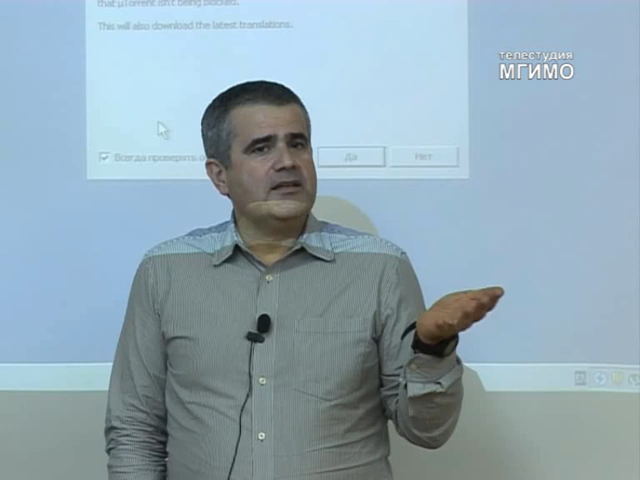 that µTorrent isn't being blocked.
This will also download the latest translations.
телестудия
МГИМО
Всегда проверять
Да
Нет